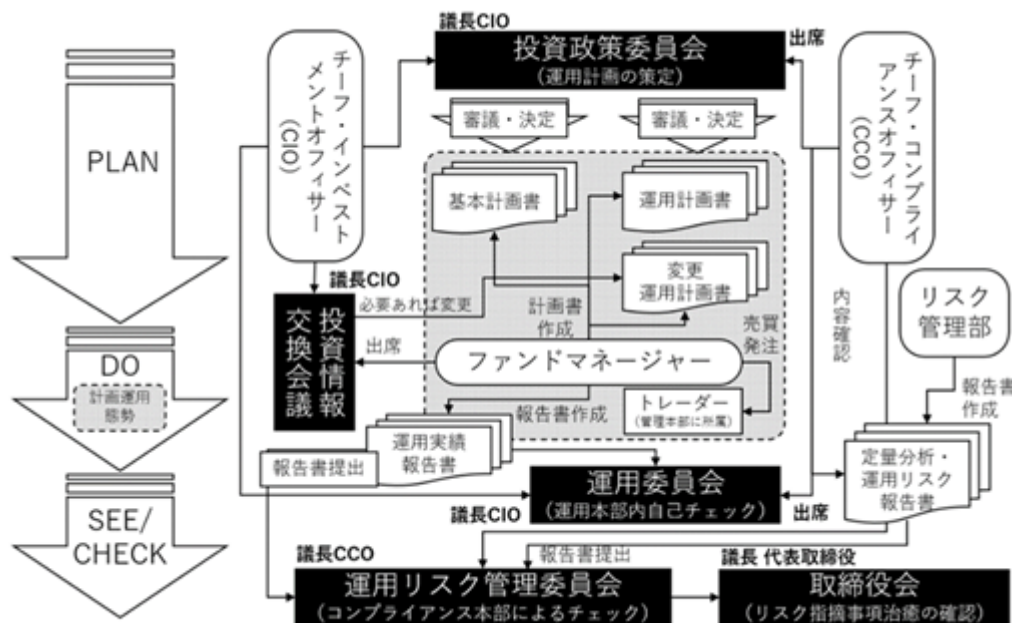 議長CIO
投資政策委員会
(運用計画の策定)
出席
チーフ・インベスト
メントオフィサー
(CIO)
チーフ・コンプライ
アンスオフィサー
(CCO)
PLAN
審議・決定
審議・決定
基本計画書
運用計画書
変更
運用計画書
議長CIO
投資情報
交換会議
必要あれば変更
計画書
作成
売買
発注
内容確認
リスク
管理部
DO
計画運用
態勢
出席
ファンドマネージャー
報告書作成
トレーダー
(管理本部に所属)
報告書
作成
運用実績
報告書
報告書提出
定量分析・
運用リスク
報告書
運用委員会
(運用本部内自己チェック)
議長CIO
出席
SEE/
CHECK
議長CCO
報告書提出
議長 代表取締役
運用リスク管理委員会
(コンプライアンス本部によるチェック)
取締役会
(リスク指摘事項治癒の確認)